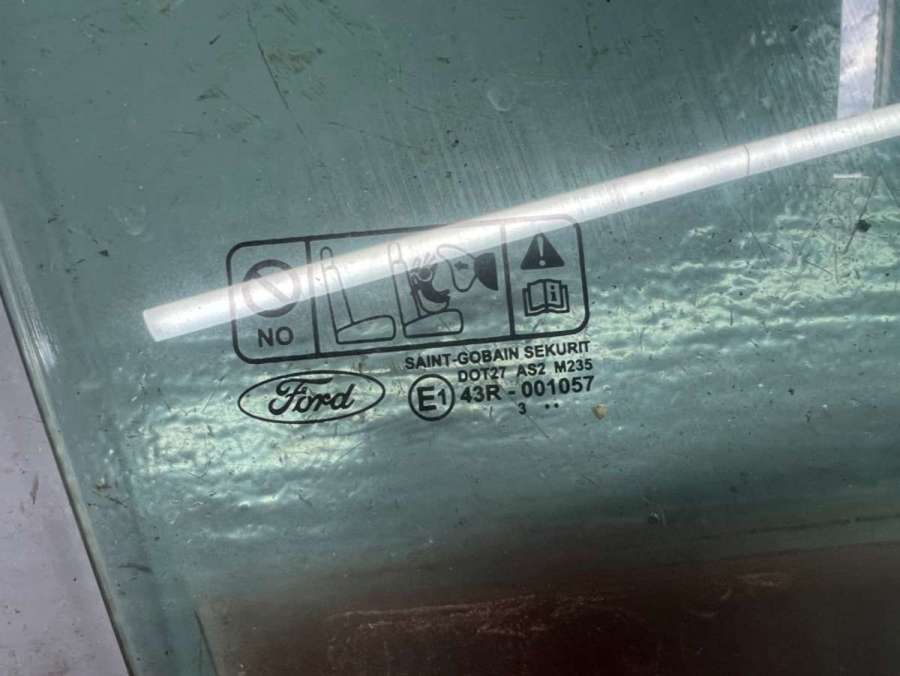 NO
SAINT-GOBAIN SEKURIT
DOT27 AS2 M235
Ford
E1 43R - 001057
3 ..